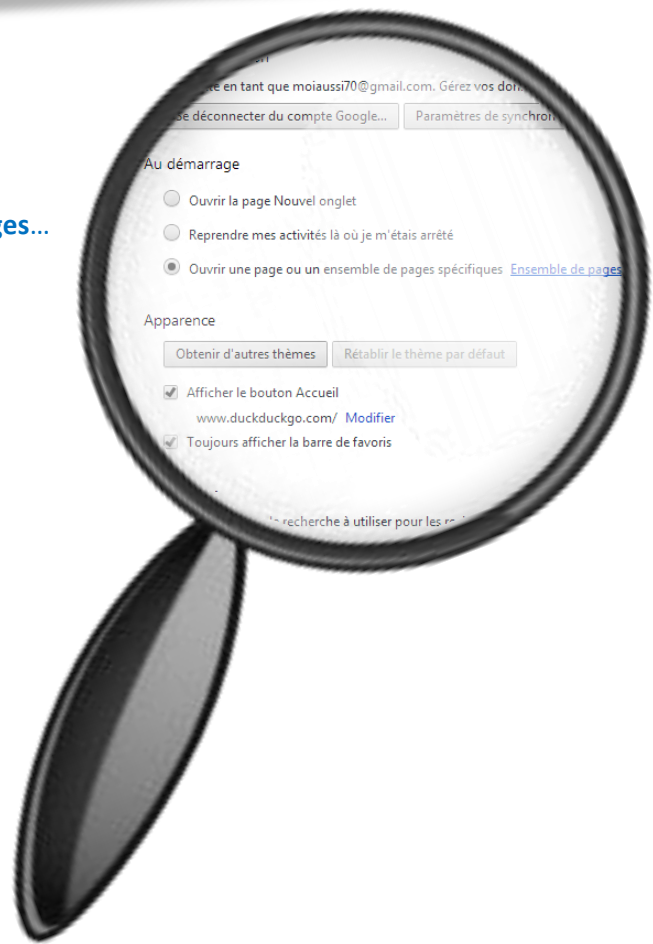 en tant que moiaussi70@gmail.com. Gérez vos
Se déconnecter du compte Google... Paramètres de
Au démarrage
Ouvrir la page Nouvel onglet
ges...
Reprendre mes activités là où je m'étais arrêté
Ouvrir une page ou un ensemble de pages spécifiques Ensemble de pages
Apparence
Obtenir d'autres thèmes Rétablir le thème par défaut
Afficher le bouton Accueil
www.duckduckgo.com/ Modifier
Toujours afficher la barre de favoris
recherche à utiliser pour les